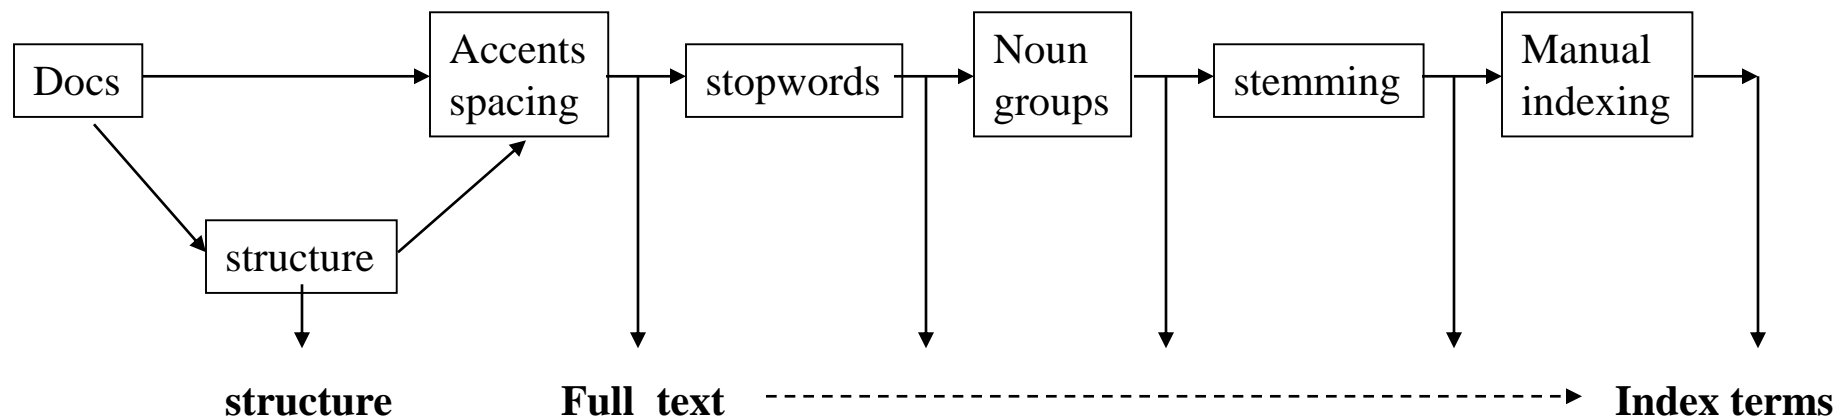 Docs
Accents
spacing
stopwords
Noun
groups
stemming
Manual
indexing
structure
structure
Full text
Index terms